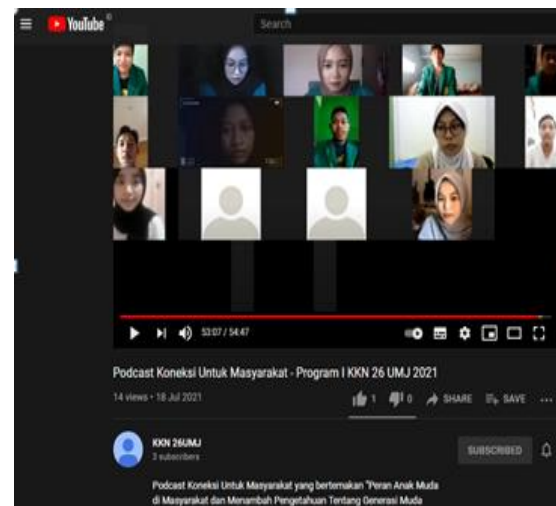 YouTube ID
Search
53:07 / 54:47
Podcast Koneksi Untuk Masyarakat - Program I KKN 26 UMJ 2021
14 views • 18 Jul 2021
1 0 SHARE SAVE ...
KKN 26UMJ
3 subscribers
SUBSCRIBED
Podcast Koneksi Untuk Masyarakat yang bertemakan "Peran Anak Muda
di Masyarakat dan Menambah Pengetahuan Tentang Generasi Muda